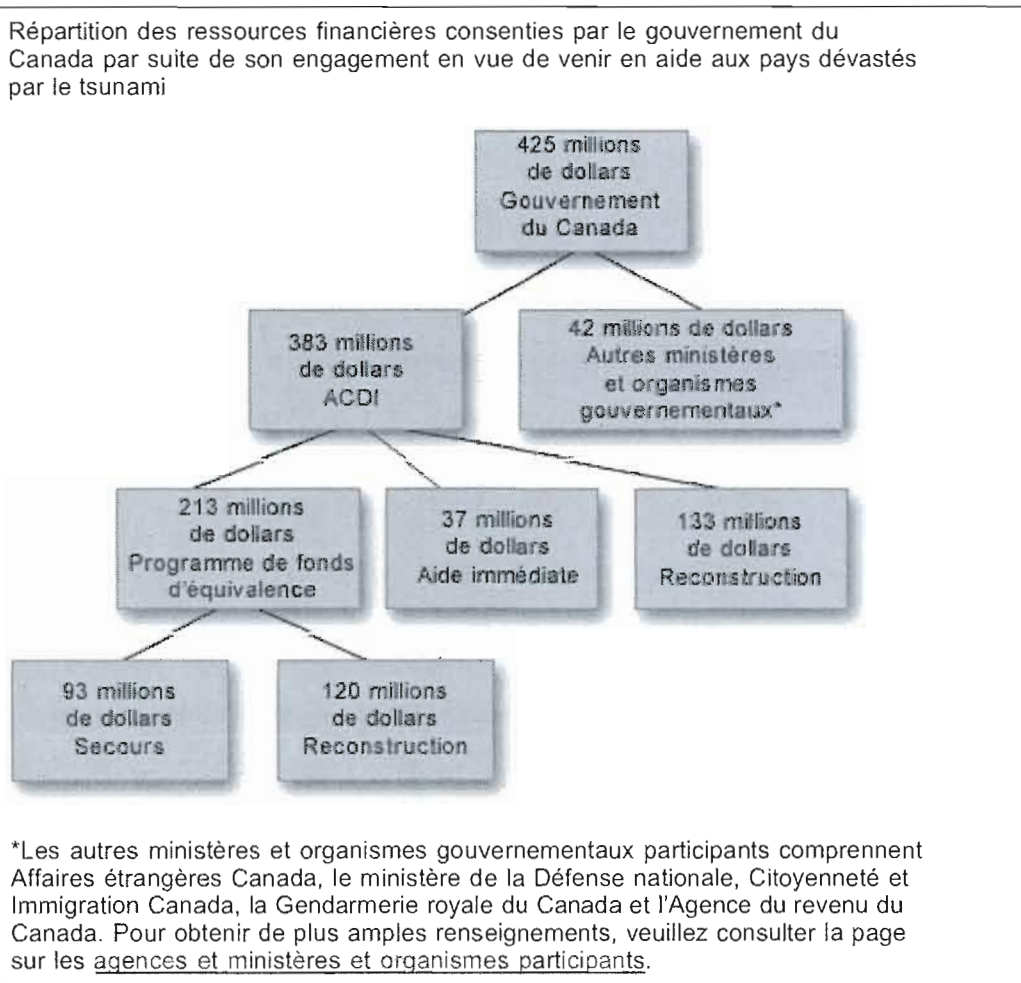 Répartition des ressources financières consenties par le gouvernement du
Canada par suite de son engagement en vue de venir en aide aux pays dévastés
par le tsunami
425 millions
de dollars
Gouvernement
du Canada
383 millions
de dollars
ACDI
42 millions de dollars
Autres ministères
et organismes
gouvernementaux*
213 millions
de dollars
Programme de fonds
d'équivalence
37 millions
de dollars
Aide immédiate
133 millions
de dollars
Reconstruction
93 millions
de dollars
Secours
120 millions
de dollars
Reconstruction
*Les autres ministères et organismes gouvernementaux participants comprennent
Affaires étrangères Canada, le ministère de la Défense nationale, Citoyenneté et
Immigration Canada, la Gendarmerie royale du Canada et l'Agence du revenu du
Canada. Pour obtenir de plus amples renseignements, veuillez consulter la page
sur les agences et ministères et organismes participants.